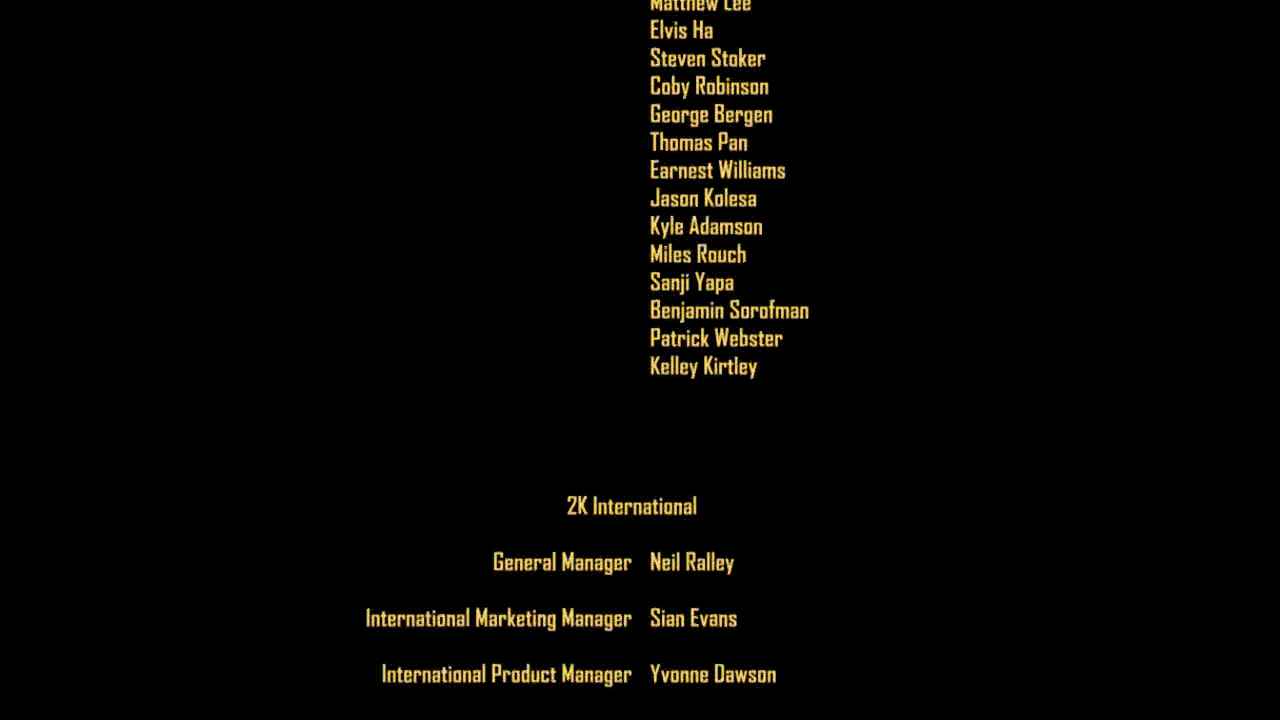 Matthew Lee
Elvis Ha
Steven Stoker
Coby Robinson
George Bergen
Thomas Pan
Earnest Williams
Jason Kolesa
Kyle Adamson
Miles Rouch
Sanji Yapa
Benjamin Sorofman
Patrick Webster
Kelley Kirtley
2K International
General Manager Neil Ralley
International Marketing Manager Sian Evans
International Product Manager Yvonne Dawson